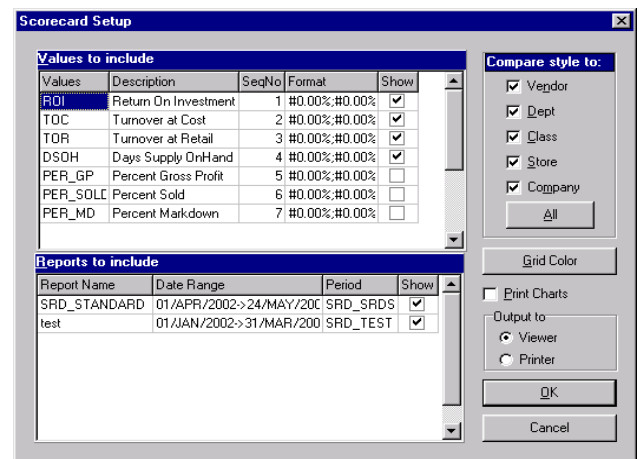 Scorecard Setup
Values to include
Values Description SeqNo Format Show
ROI Return On Investment 1 #0.00%;#0.00%
TOC Turnover at Cost 2 #0.00%;#0.00%
TOR Turnover at Retail 3 #0.00%;#0.00%
DSOH Days Supply OnHand 4 #0.00%;#0.00%
PER_GP Percent Gross Profit 5 #0.00%;#0.00%
PER_SOLD Percent Sold 6 #0.00%;#0.00%
PER_MD Percent Markdown 7 #0.00%;#0.00%
Reports to include
Report Name Date Range Period Show
SRD_STANDARD 01/APR/2002->24/MAY/200 SRD_SRDS
test 01/JAN/2002->31/MAR/200 SRD_TEST
Compare style to:
Vendor
Dept
Class
Store
Company
All
Grid Color
Print Charts
Output to
Viewer
Printer
OK
Cancel